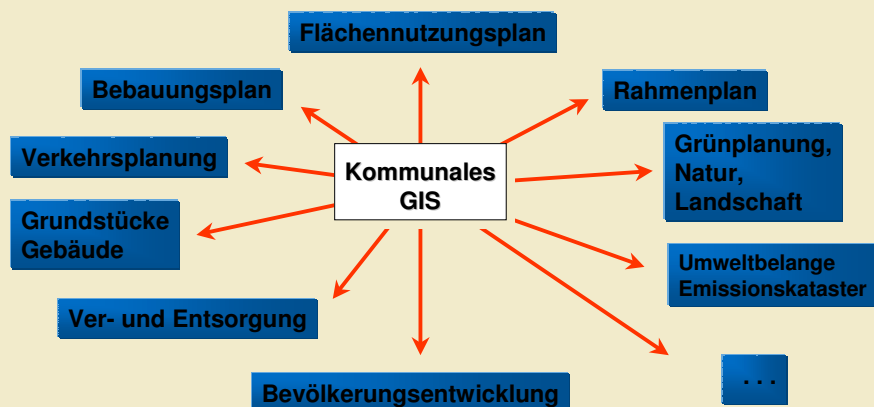 Flächennutzungsplan
Bebauungsplan
Rahmenplan
Verkehrsplanung
Grünplanung,
Natur,
Landschaft
Kommunales
GIS
Grundstücke
Gebäude
Umweltbelange
Emissionskataster
Ver- und Entsorgung
Bevölkerungsentwicklung
...